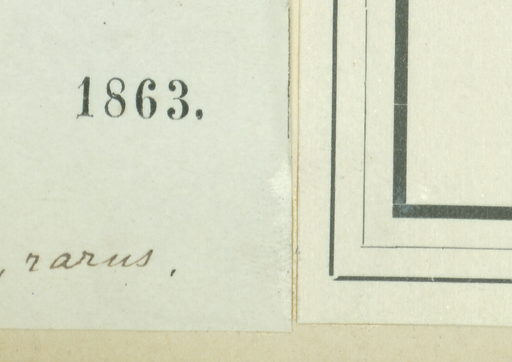 1863.
, rarus,